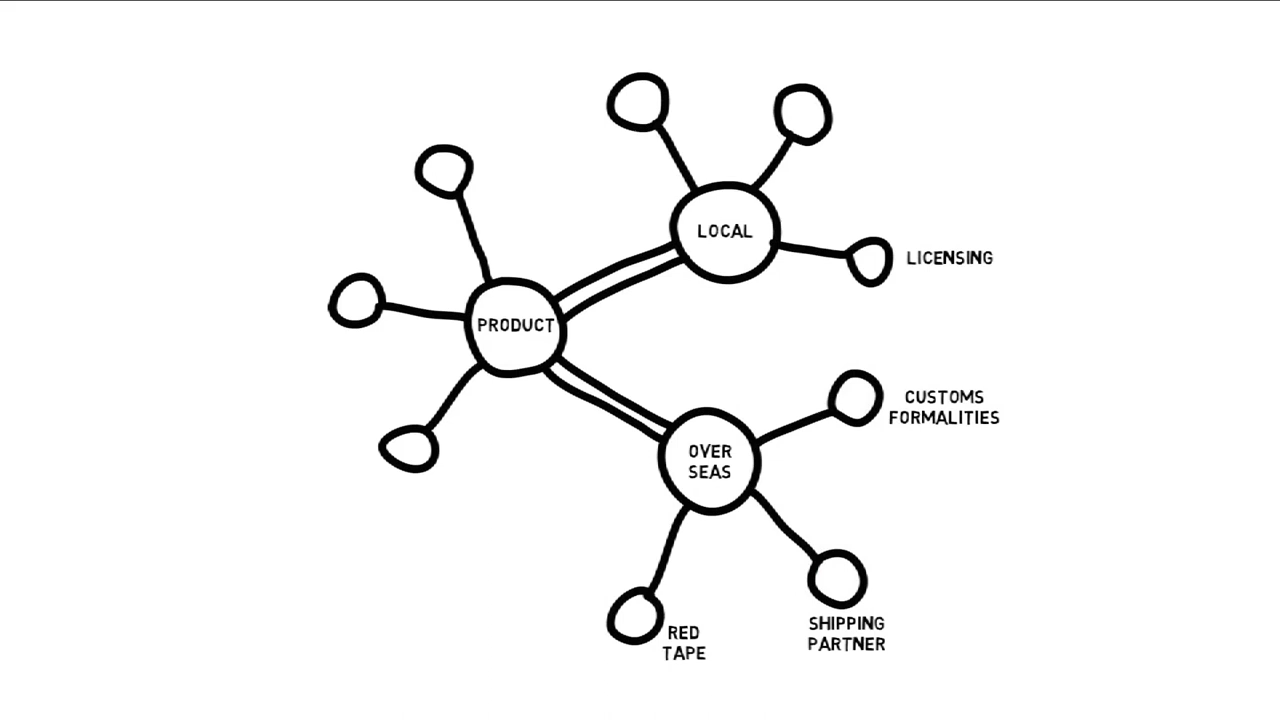 LOCAL
LICENSING
PRODUCT
CUSTOMS
FORMALITIES
OVER
SEAS
SHIPPING
PARTNER
RED
TAPE